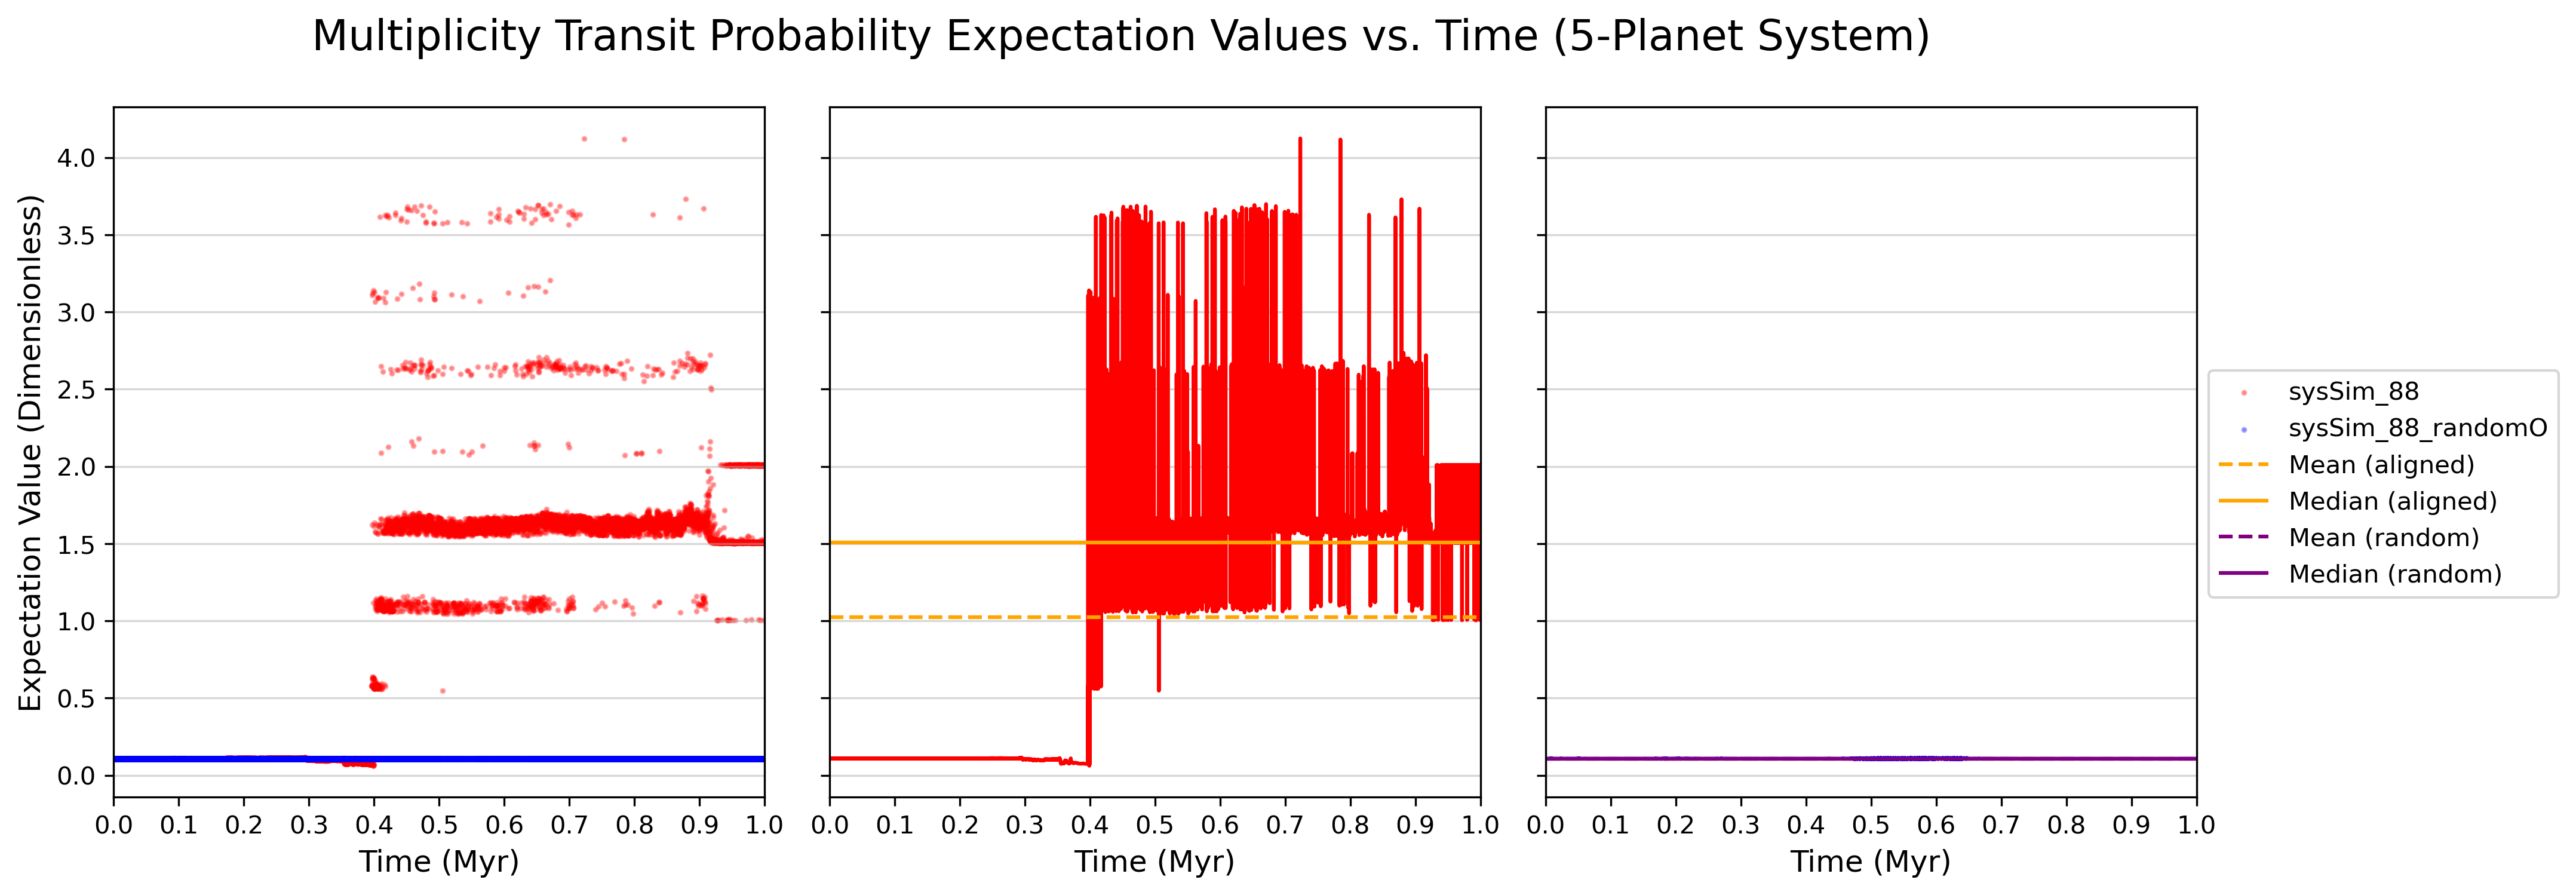 Multiplicity Transit Probability Expectation Values vs. Time (5-Planet System)
Expectation Value (Dimensionless)
4.0
3.5
3.0
2.5
2.0
1.5
1.0
0.5
0.0
0.0 0.1 0.2 0.3 0.4 0.5 0.6 0.7 0.8 0.9 1.0
Time (Myr)
0.0 0.1 0.2 0.3 0.4 0.5 0.6 0.7 0.8 0.9 1.0
Time (Myr)
0.0 0.1 0.2 0.3 0.4 0.5 0.6 0.7 0.8 0.9 1.0
Time (Myr)
sysSim_88
sysSim_88_randomO
Mean (aligned)
Median (aligned)
Mean (random)
Median (random)